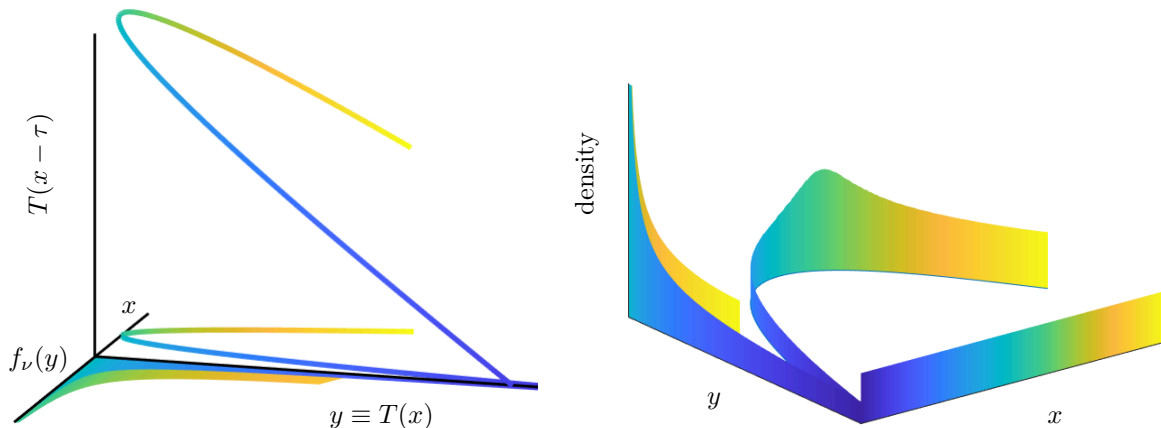 T(x − τ)
x
f_ν(y)
y ≡ T(x)
density
y
x